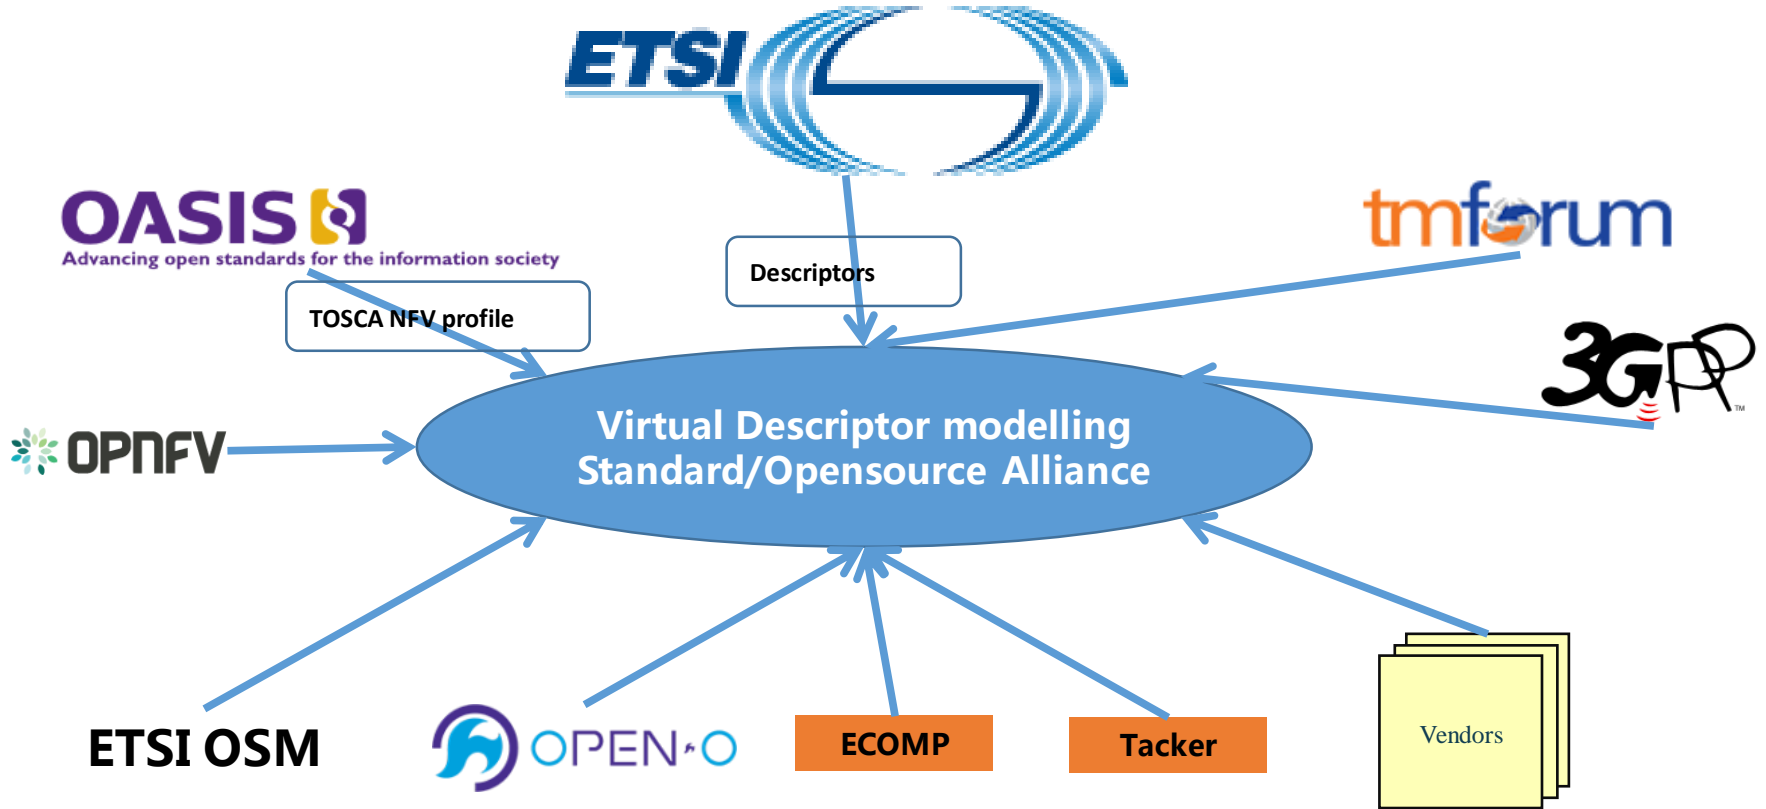 ETSI
OASIS
Advancing open standards for the information society
tmforum
Descriptors
TOSCA NFV profile
3GPP
TM
OPNFV
Virtual Descriptor modelling
Standard/Opensource Alliance
ETSI OSM
OPEN-O
ECOMP
Tacker
Vendors